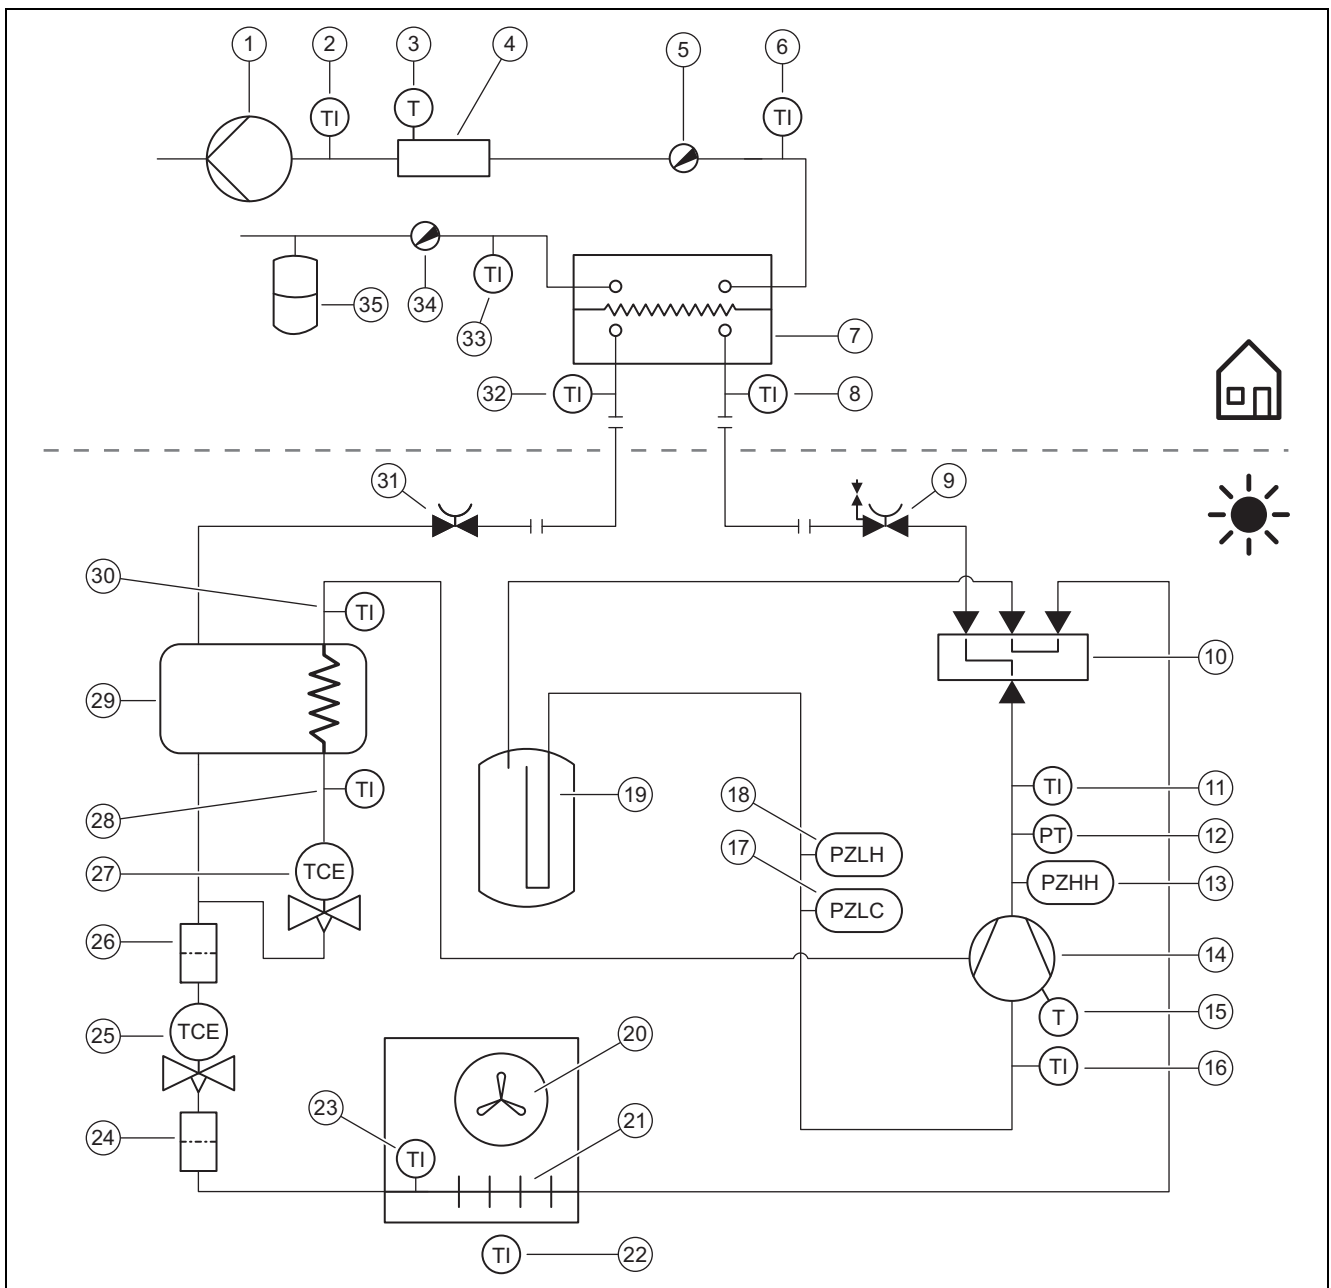 1 2 3 4 5 6
TI T TI
TI
35 34 33 7
32 TI TI 8
31 9
30 TI
10
29
19 18 TI 11
28 TI
PT 12
17 PZLH
27 TCE PZHH 13
PZLC
26 14
25 TCE 20 T 15
TI 16
23 21
24 TI
TI 22